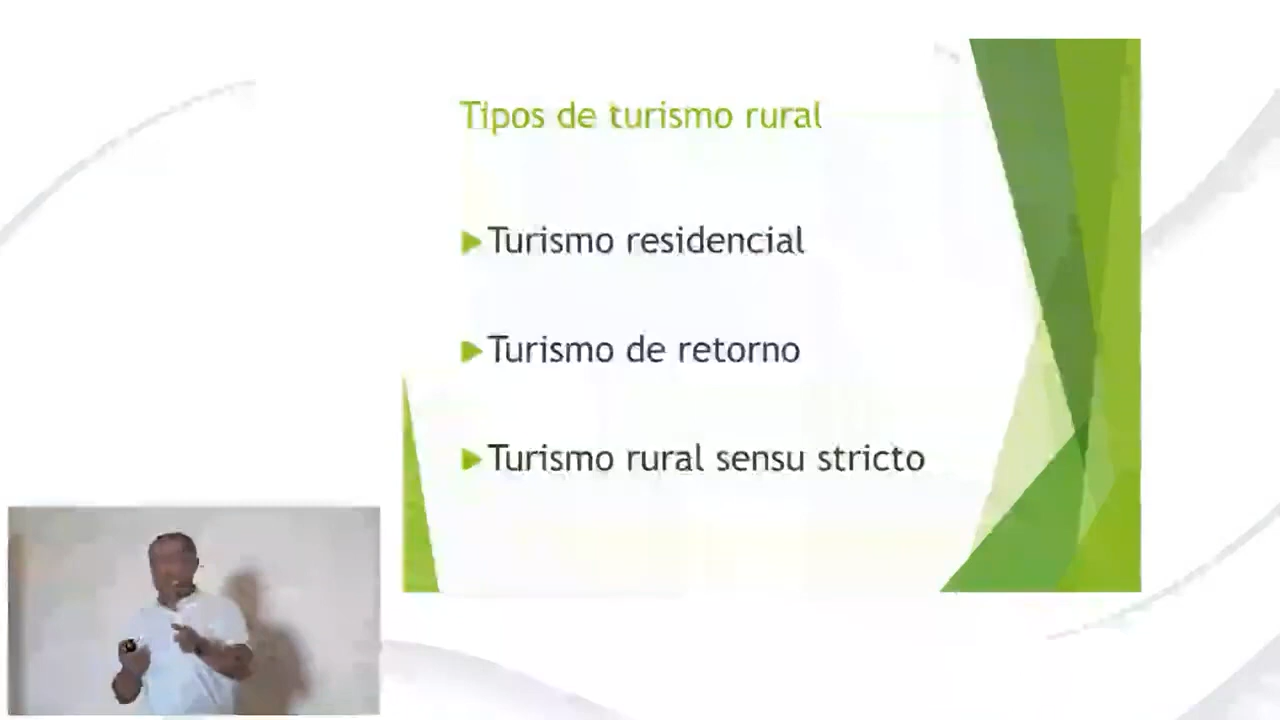 Tipos de turismo rural
Turismo residencial
Turismo de retorno
Turismo rural sensu stricto